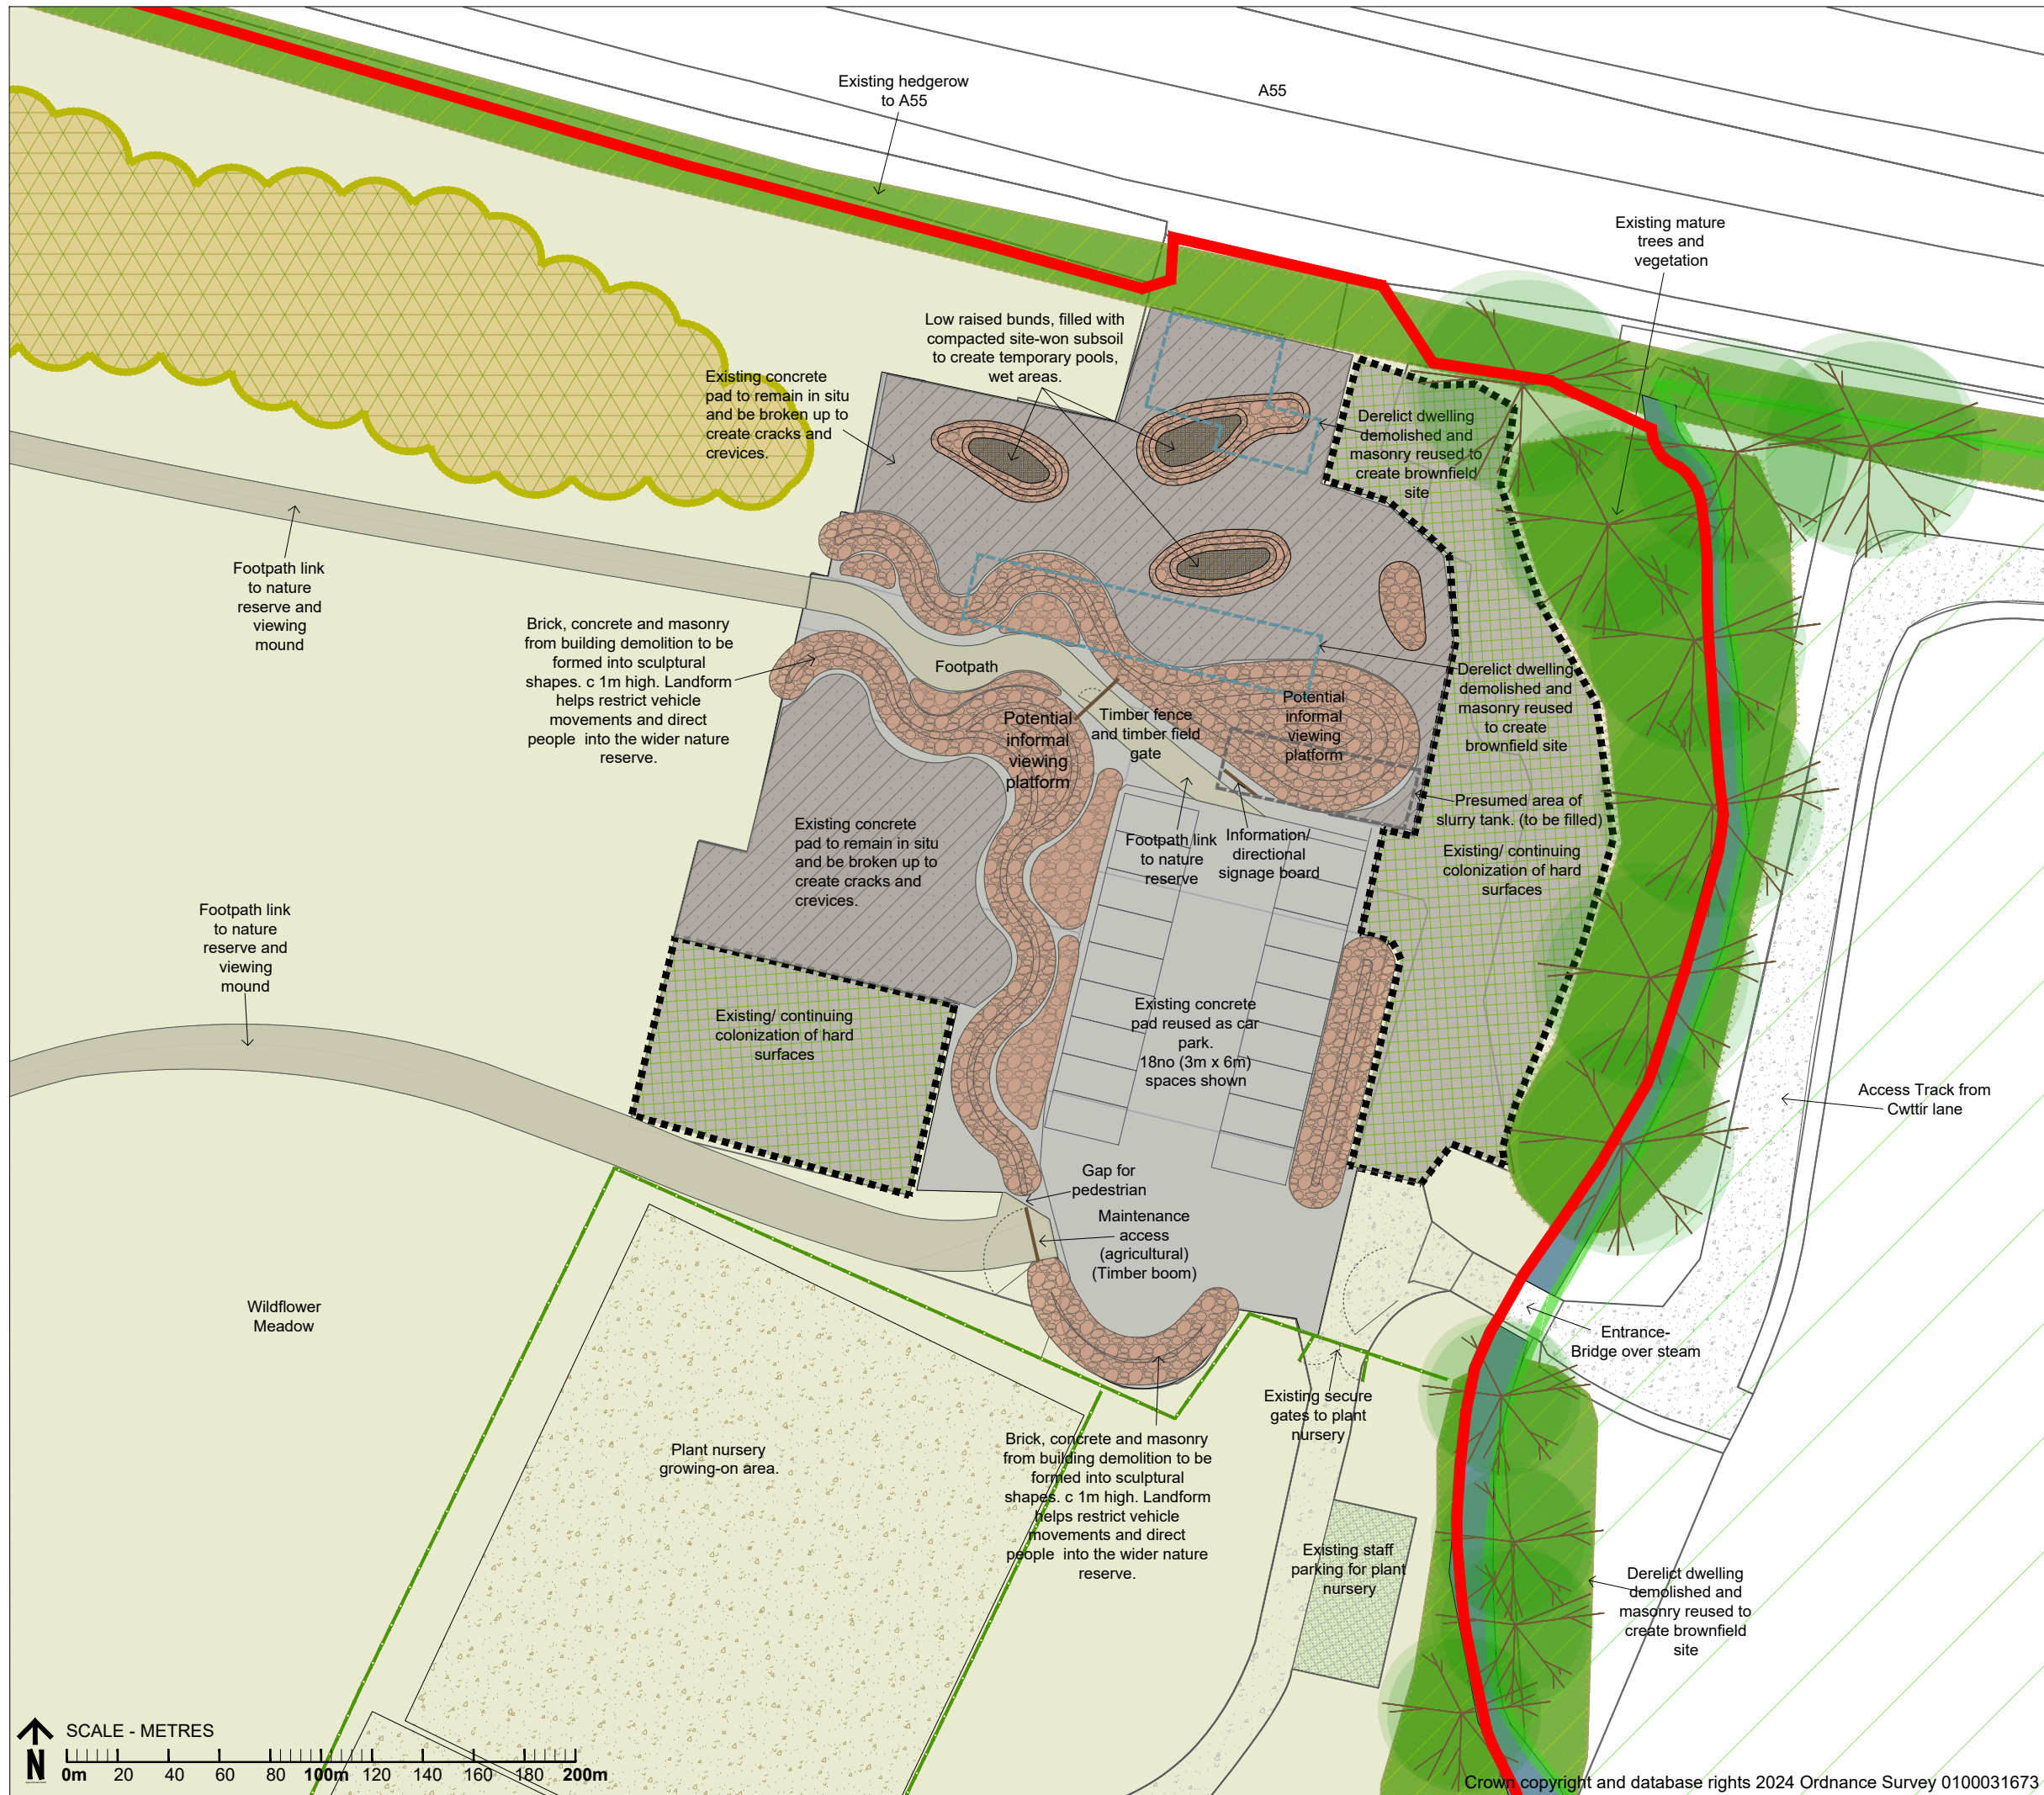 Existing hedgerow
to A55
A55
Existing mature
trees and
vegetation
Low raised bunds, filled with
compacted site-won subsoil
to create temporary pools,
wet areas.
Existing concrete
pad to remain in situ
and be broken up to
create cracks and
crevices.
Derelict dwelling
demolished and
masonry reused to
create brownfield
site
Footpath link
to nature
reserve and
viewing
mound
Brick, concrete and masonry
from building demolition to be
formed into sculptural
shapes. c 1m high. Landform
helps restrict vehicle
movements and direct
people into the wider nature
reserve.
Footpath
Derelict dwelling
demolished and
masonry reused
to create
brownfield site
Potential
informal
viewing
platform
Timber fence
and timber field
gate
Potential
informal
viewing
platform
Presumed area of
slurry tank. (to be filled)
Existing concrete
pad to remain in situ
and be broken up to
create cracks and
crevices.
Footpath link
to nature
reserve
Information/
directional
signage board
Existing/ continuing
colonization of hard
surfaces
Footpath link
to nature
reserve and
viewing
mound
Existing/ continuing
colonization of hard
surfaces
Existing concrete
pad reused as car
park.
18no (3m x 6m)
spaces shown
Access Track from
Cwttir lane
Gap for
pedestrian
Maintenance
access
(agricultural)
(Timber boom)
Wildflower
Meadow
Entrance-
Bridge over steam
Existing secure
gates to plant
nursery
Plant nursery
growing-on area.
Brick, concrete and masonry
from building demolition to be
formed into sculptural
shapes. c 1m high. Landform
helps restrict vehicle
movements and direct
people into the wider nature
reserve.
Existing staff
parking for plant
nursery
Derelict dwelling
demolished and
masonry reused to
create brownfield
site
SCALE - METRES
N
0m 20 40 60 80 100m 120 140 160 180 200m
Crown copyright and database rights 2024 Ordnance Survey 0100031673